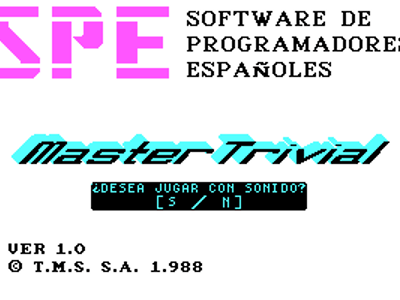 SPE
SOFTWARE DE
PROGRAMADORES
ESPAÑOLES
Master Trivial
¿DESEA JUGAR CON SONIDO?
[ S / N ]
VER 1.0
© T.M.S. S.A. 1.988